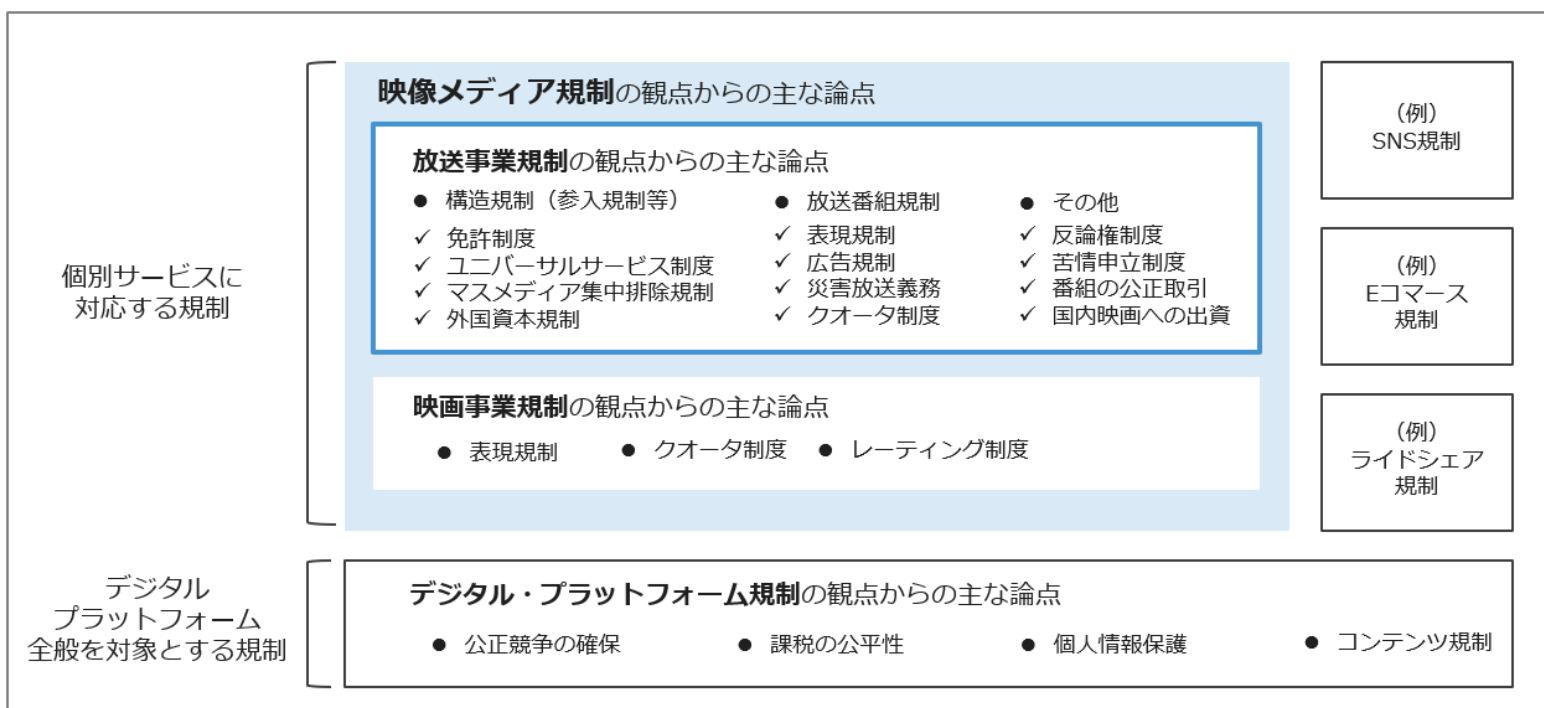 個別サービスに
対応する規制
映像メディア規制の観点からの主な論点
放送事業規制の観点からの主な論点
● 構造規制（参入規制等）
✓ 免許制度
✓ ユニバーサルサービス制度
✓ マスメディア集中排除規制
✓ 外国資本規制
● 放送番組規制
✓ 表現規制
✓ 広告規制
✓ 災害放送義務
✓ クオータ制度
● その他
✓ 反論権制度
✓ 苦情申立制度
✓ 番組の公正取引
✓ 国内映画への出資
映画事業規制の観点からの主な論点
● 表現規制 ● クオータ制度 ● レーティング制度
（例）
SNS規制
（例）
Eコマース
規制
（例）
ライドシェア
規制
デジタル
プラットフォーム
全般を対象とする規制
デジタル・プラットフォーム規制の観点からの主な論点
● 公正競争の確保 ● 課税の公平性 ● 個人情報保護 ● コンテンツ規制